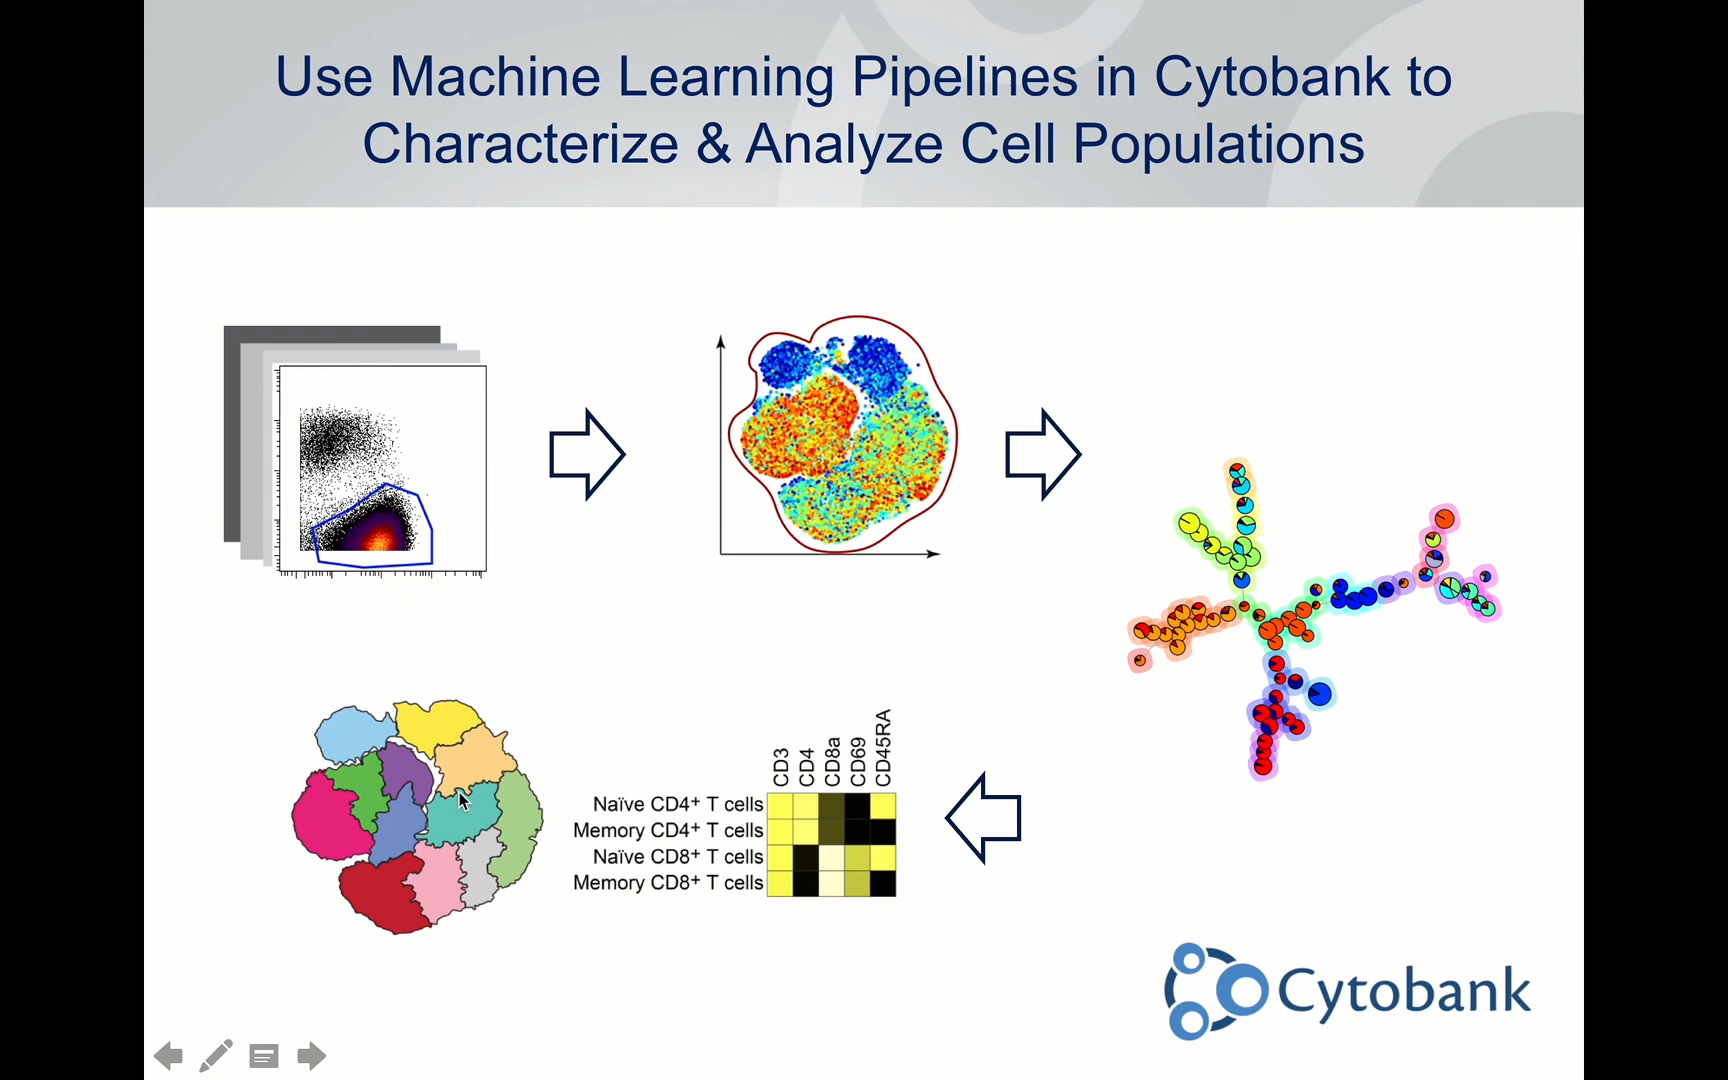 Use Machine Learning Pipelines in Cytobank to
Characterize & Analyze Cell Populations
CD3
CD4
CD8a
CD69
CD45RA
Naïve CD4⁺ T cells
Memory CD4⁺ T cells
Naïve CD8⁺ T cells
Memory CD8⁺ T cells
Cytobank